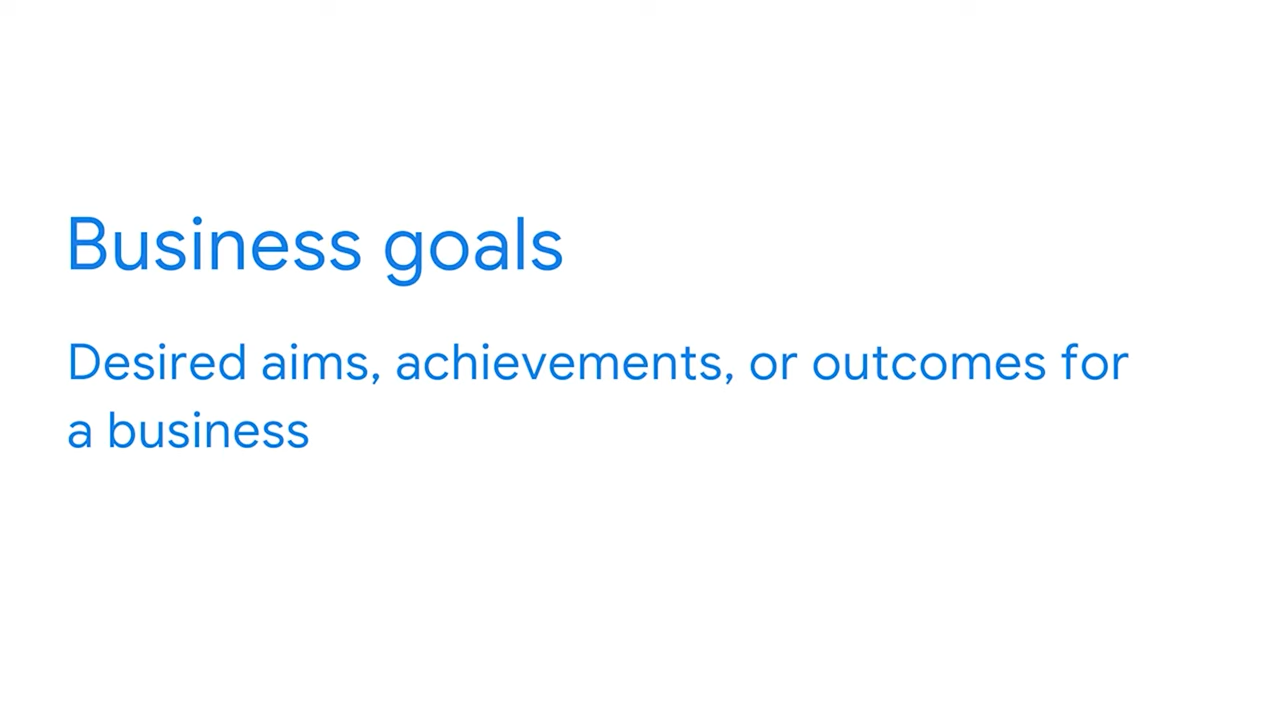 Business goals
Desired aims, achievements, or outcomes for
a business